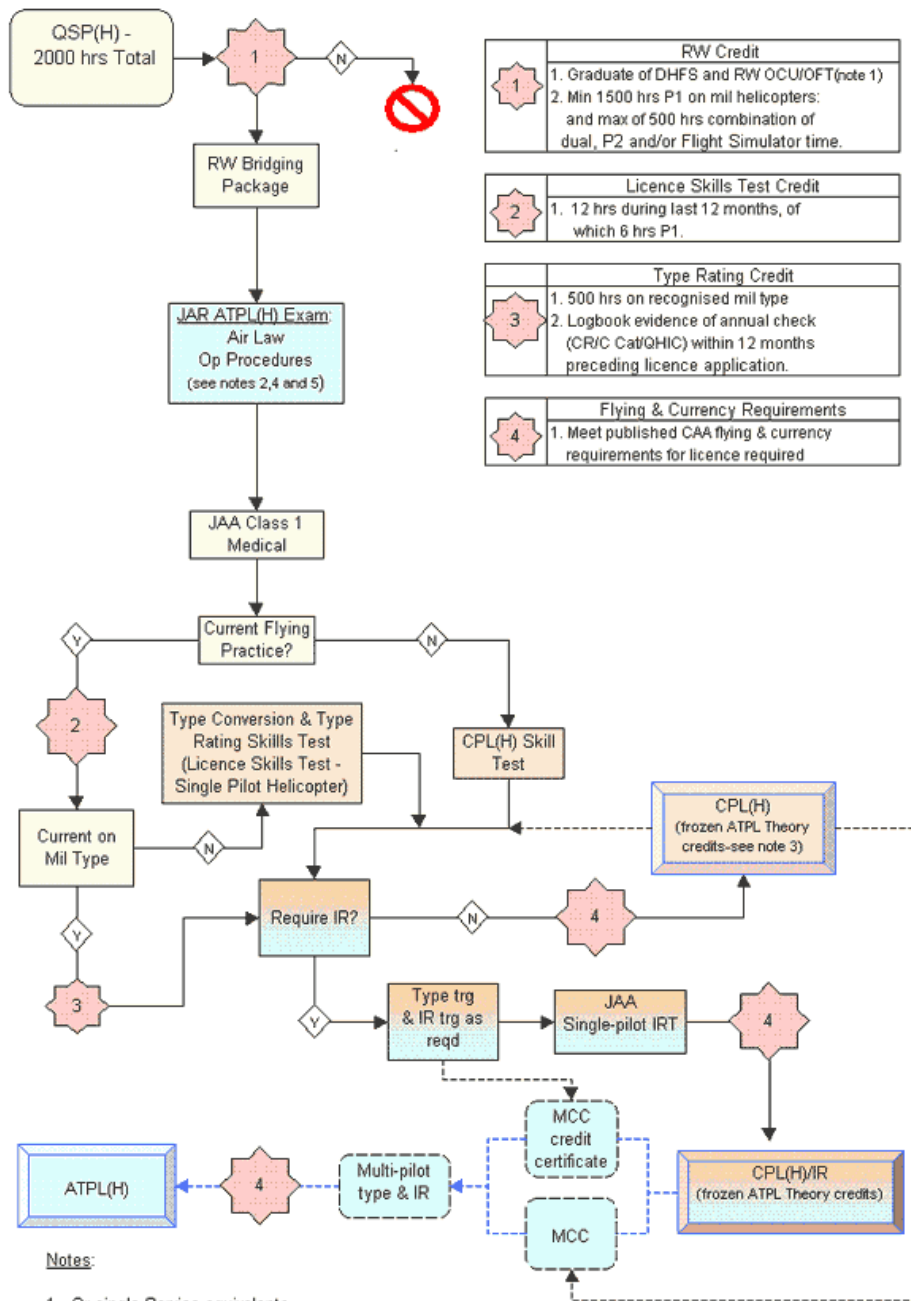 QSP(H) -
2000 hrs Total
1
N
RW Bridging
Package
JAR ATPL(H) Exam:
Air Law
Op Procedures
(see notes 2,4 and 5)
JAA Class 1
Medical
Current Flying
Practice?
Y
N
2
Type Conversion & Type
Rating Skillls Test
(Licence Skills Test -
Single Pilot Helicopter)
CPL(H) Skill
Test
Current on
Mil Type
N
Y
3
Require IR?
N
4
CPL(H)
(frozen ATPL Theory
credits-see note 3)
Y
Type trg
& IR trg as
reqd
JAA
Single-pilot IRT
4
MCC
credit
certificate
MCC
CPL(H)/IR
(frozen ATPL Theory credits)
Multi-pilot
type & IR
4
ATPL(H)
RW Credit
1
1. Graduate of DHFS and RW OCU/OFT(note 1)
2. Min 1500 hrs P1 on mil helicopters:
and max of 500 hrs combination of
dual, P2 and/or Flight Simulator time.
Licence Skills Test Credit
2
1. 12 hrs during last 12 months, of
which 6 hrs P1.
Type Rating Credit
3
1. 500 hrs on recognised mil type
2. Logbook evidence of annual check
(CR/C Cat/QHIC) within 12 months
preceding licence application.
Flying & Currency Requirements
4
1. Meet published CAA flying & currency
requirements for licence required
Notes: